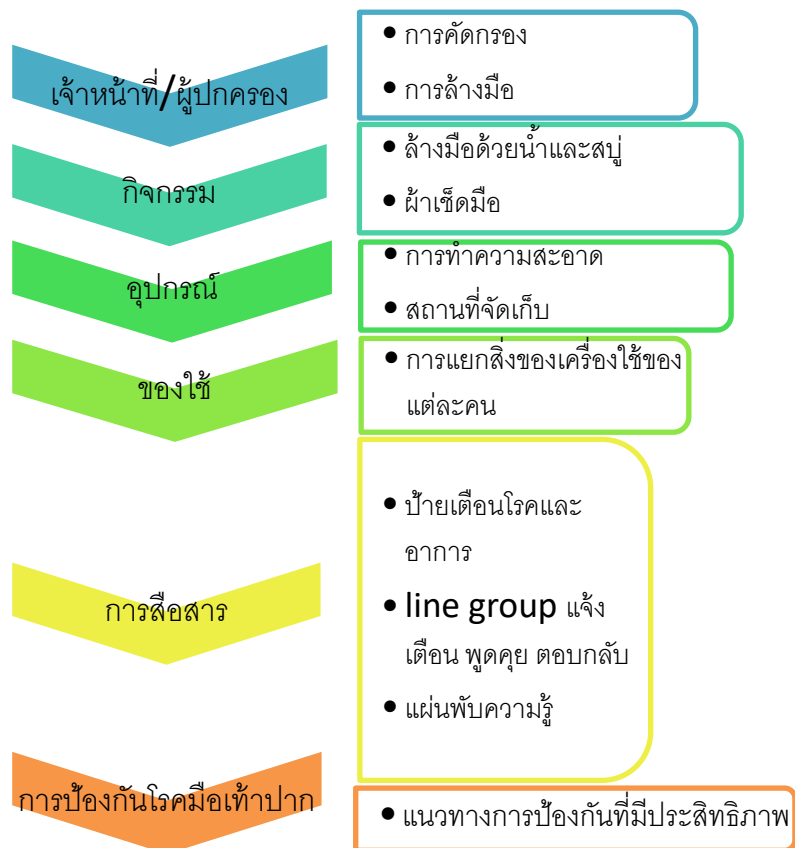 เจ้าหน้าที่/ผู้ปกครอง
• การคัดกรอง
• การล้างมือ
กิจกรรม
• ล้างมือด้วยน้ำและสบู่
• ผ้าเช็ดมือ
อุปกรณ์
• การทำความสะอาด
• สถานที่จัดเก็บ
ของใช้
• การแยกสิ่งของเครื่องใช้ของ
แต่ละคน
การสื่อสาร
• ป้ายเตือนโรคและ
อาการ
• line group แจ้ง
เตือน พูดคุย ตอบกลับ
• แผ่นพับความรู้
การป้องกันโรคมือเท้าปาก
• แนวทางการป้องกันที่มีประสิทธิภาพ